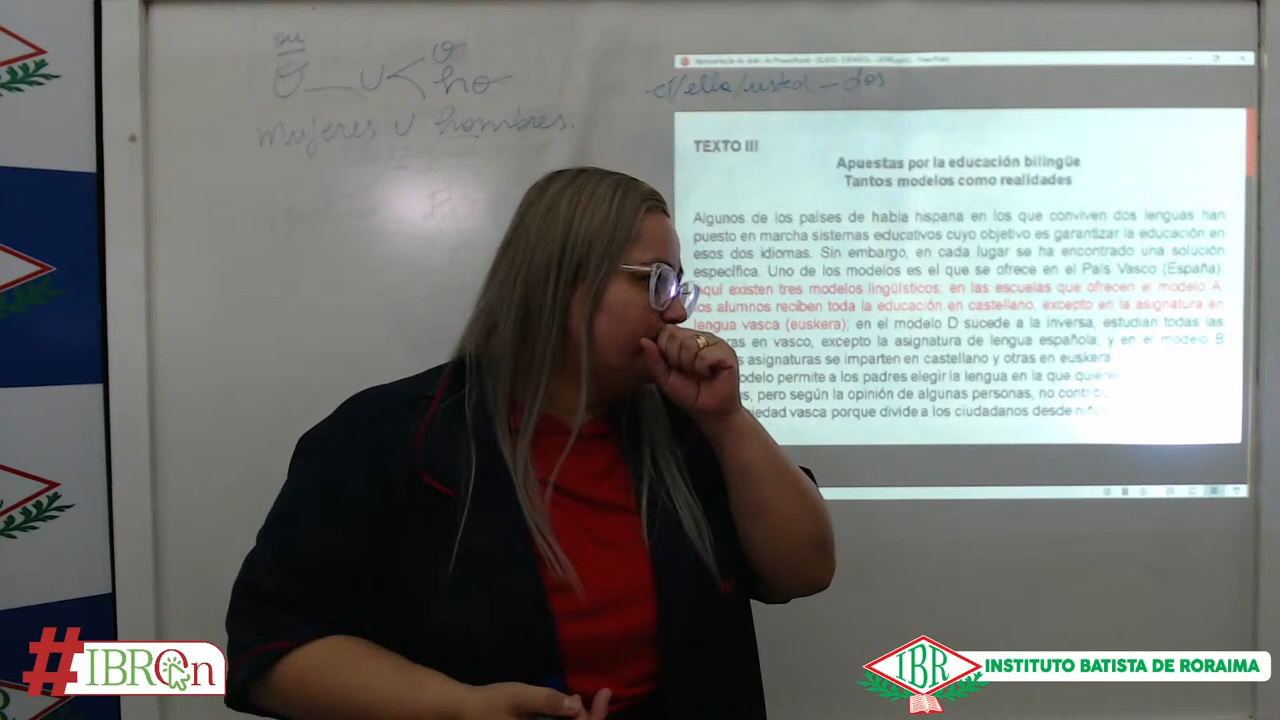 ou
o u o
ho
mujeres u hombres.
él/ella/usted - dos
TEXTO III
Apuestas por la educación bilingüe
Tantos modelos como realidades
Algunos de los países de habla hispana en los que conviven dos lenguas han
puesto en marcha sistemas educativos cuyo objetivo es garantizar la educación en
esos dos idiomas. Sin embargo, en cada lugar se ha encontrado una solución
específica. Uno de los modelos es el que se ofrece en el País Vasco (España).
aquí existen tres modelos lingüísticos: en las escuelas que ofrecen el modelo A,
los alumnos reciben toda la educación en castellano, excepto en la asignatura en
lengua vasca (euskera); en el modelo D sucede a la inversa, estudian todas las
ras en vasco, excepto la asignatura de lengua española, y en el modelo B
s asignaturas se imparten en castellano y otras en euskera
odelo permite a los padres elegir la lengua en la que
s, pero según la opinión de algunas personas, no
iedad vasca porque divide a los ciudadanos desde
#IBROn
IBR
INSTITUTO BATISTA DE RORAIMA